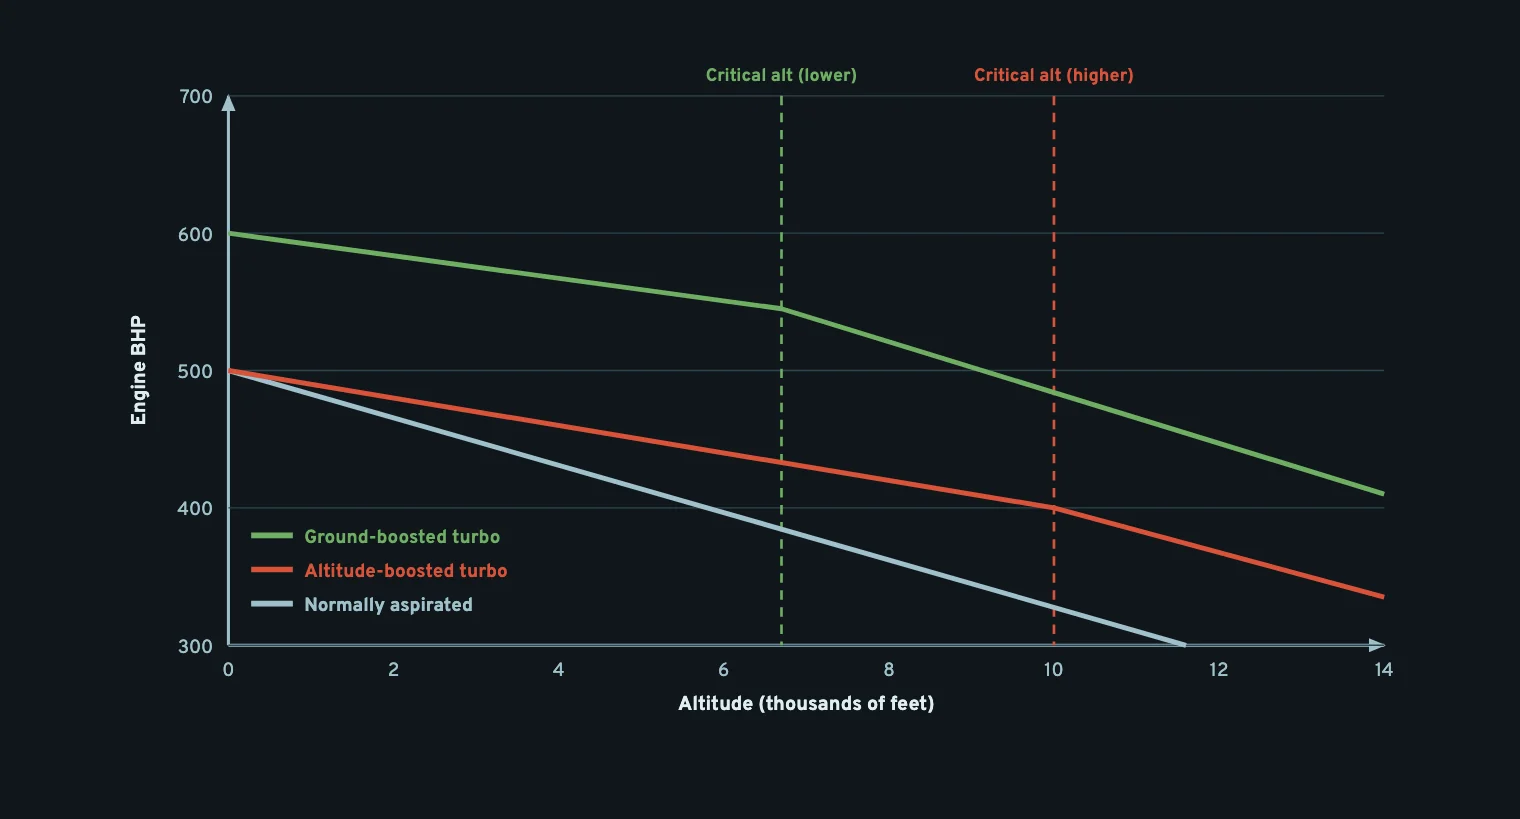 Critical alt (lower)
Critical alt (higher)
700
600
500
400
300
Engine BHP
Ground-boosted turbo
Altitude-boosted turbo
Normally aspirated
0
2
4
6
8
10
12
14
Altitude (thousands of feet)